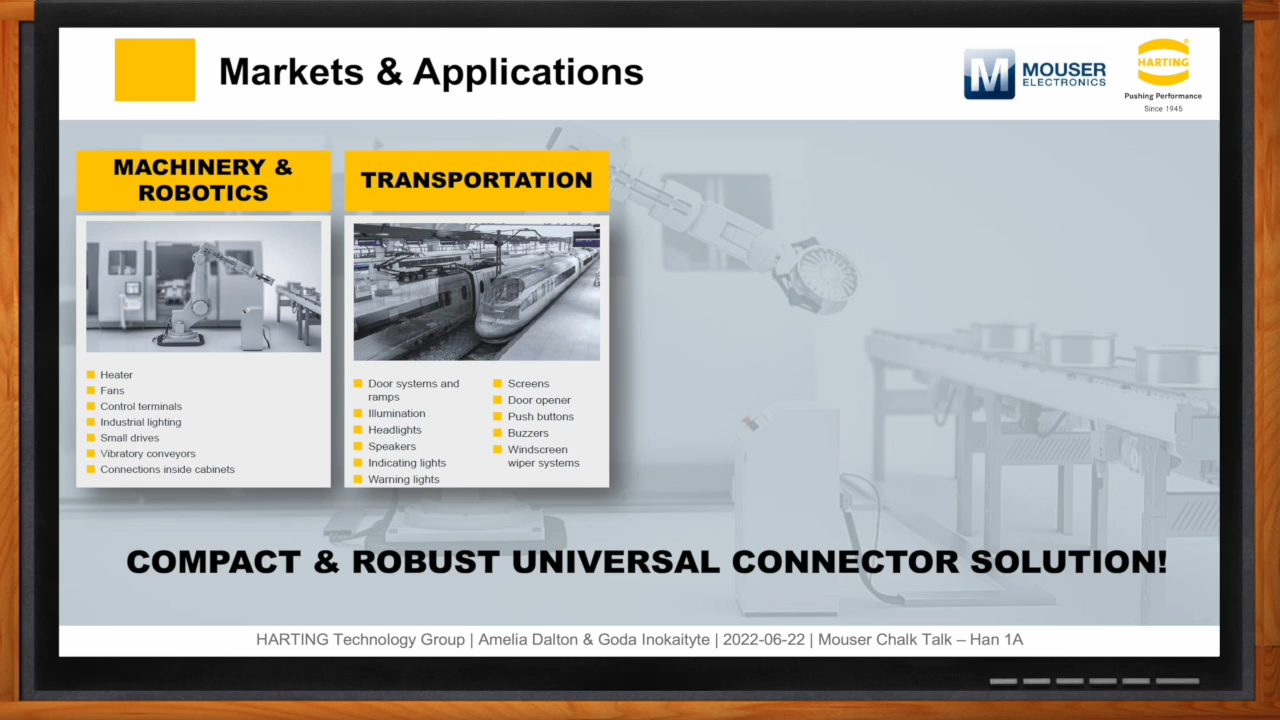 Markets & Applications
M MOUSER
ELECTRONICS
HARTING
Pushing Performance
Since 1945
MACHINERY &
ROBOTICS
Heater
Fans
Control terminals
Industrial lighting
Small drives
Vibratory conveyors
Connections inside cabinets
TRANSPORTATION
Door systems and
ramps
Illumination
Headlights
Speakers
Indicating lights
Warning lights
Screens
Door opener
Push buttons
Buzzers
Windscreen
wiper systems
COMPACT & ROBUST UNIVERSAL CONNECTOR SOLUTION!
HARTING Technology Group | Amelia Dalton & Goda Inokaityte | 2022-06-22 | Mouser Chalk Talk – Han 1A